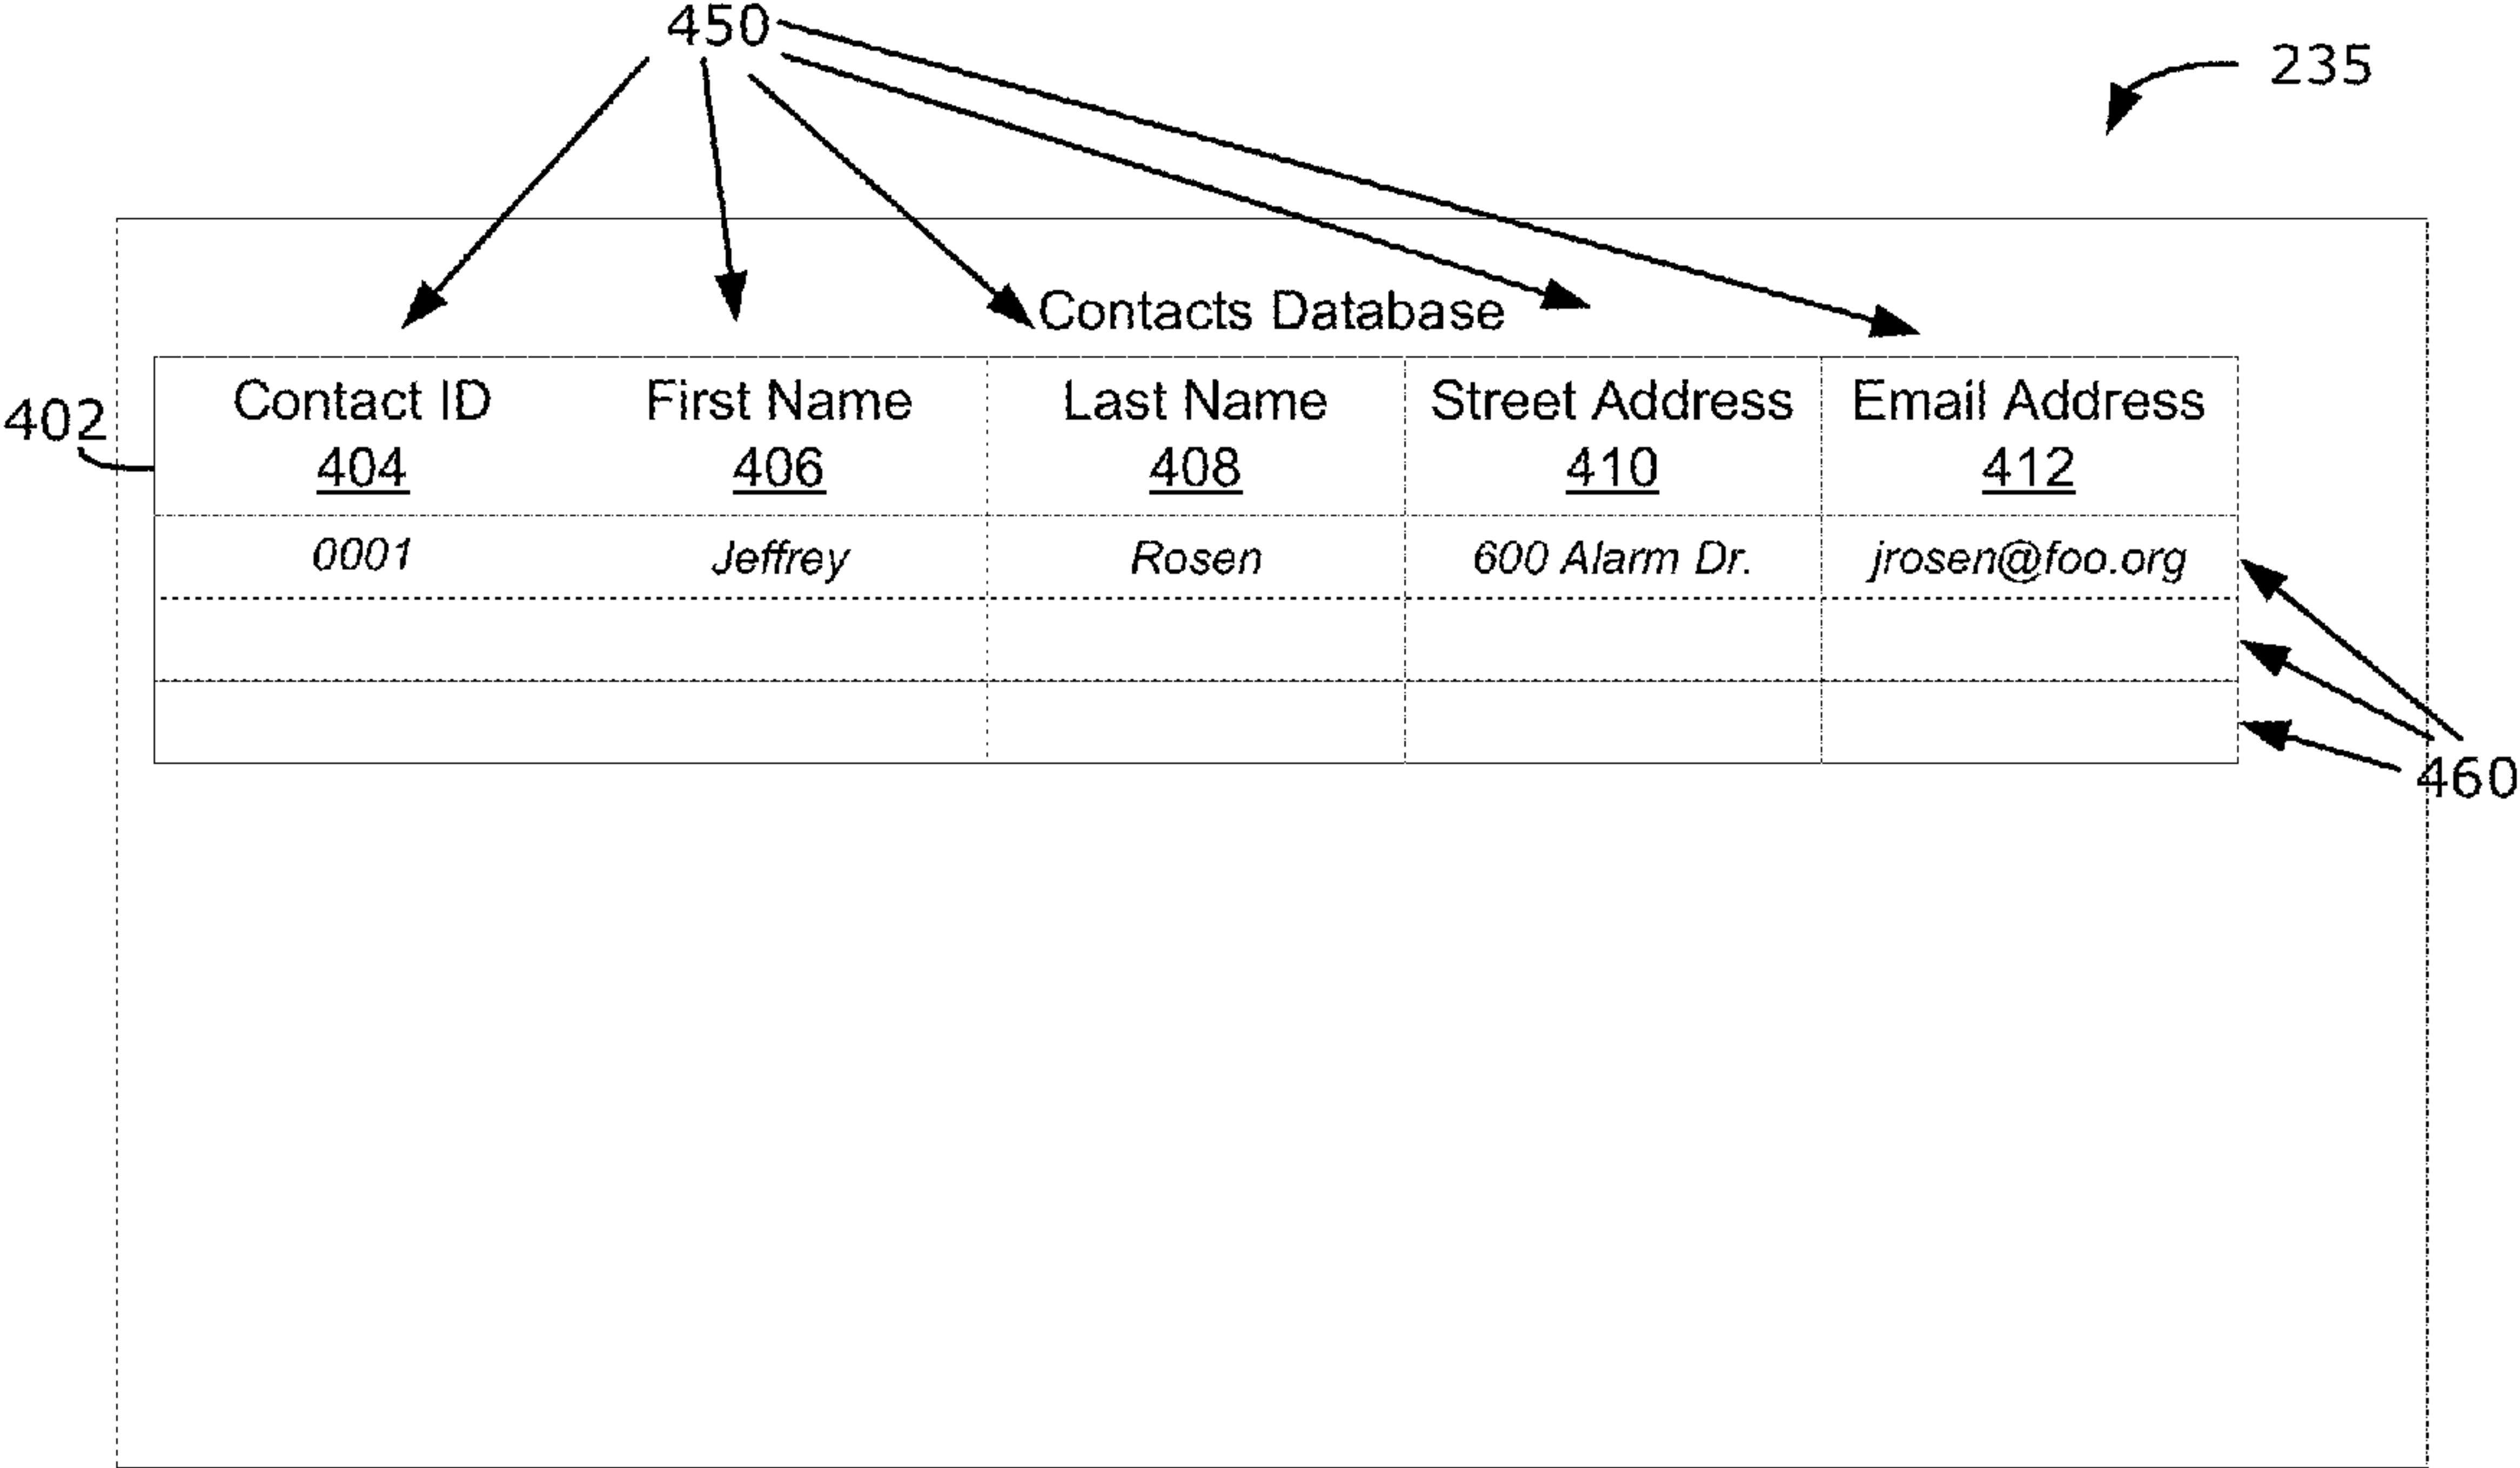 450
235
Contacts Database
Contact ID First Name Last Name Street Address Email Address
402
404 406 408 410 412
0001 Jeffrey Rosen 600 Alarm Dr. jrosen@foo.org
460